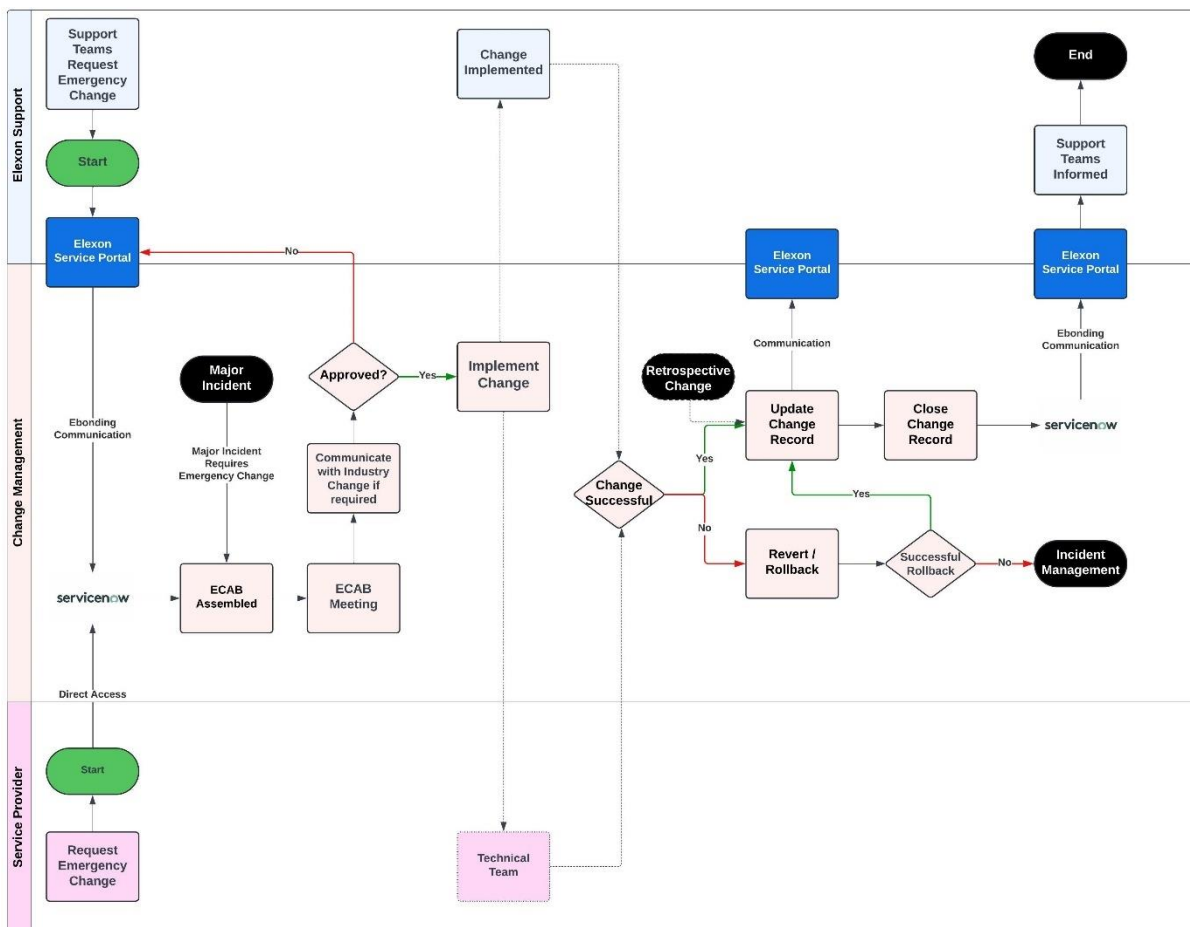 Elexon Support
Support
Teams
Request
Emergency
Change
Start
Elexon
Service Portal
No
Change
Implemented
End
Support
Teams
Informed
Elexon
Service Portal
Elexon
Service Portal
Change Management
Ebonding
Communication
Major
Incident
Major Incident
Requires
Emergency Change
Approved?
Yes
Implement
Change
Communicate
with Industry
Change if
required
servicenow
ECAB
Assembled
ECAB
Meeting
Communication
Ebonding
Communication
Retrospective
Change
Update
Change
Record
Close
Change
Record
servicenow
Change
Successful
Yes
No
Yes
Revert /
Rollback
Successful
Rollback
No
Incident
Management
Direct Access
Service Provider
Start
Request
Emergency
Change
Technical
Team